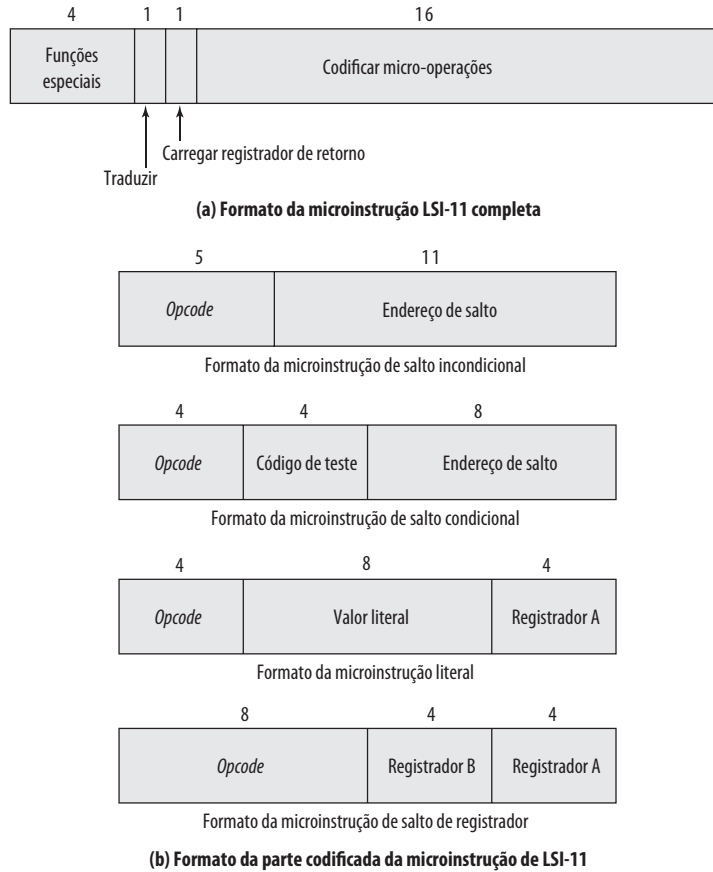 4 1 1 16
Funções
especiais
Codificar micro-operações
Carregar registrador de retorno
Traduzir
(a) Formato da microinstrução LSI-11 completa
5 11
Opcode Endereço de salto
Formato da microinstrução de salto incondicional
4 4 8
Opcode Código de teste Endereço de salto
Formato da microinstrução de salto condicional
4 8 4
Opcode Valor literal Registrador A
Formato da microinstrução literal
8 4 4
Opcode Registrador B Registrador A
Formato da microinstrução de salto de registrador
(b) Formato da parte codificada da microinstrução de LSI-11